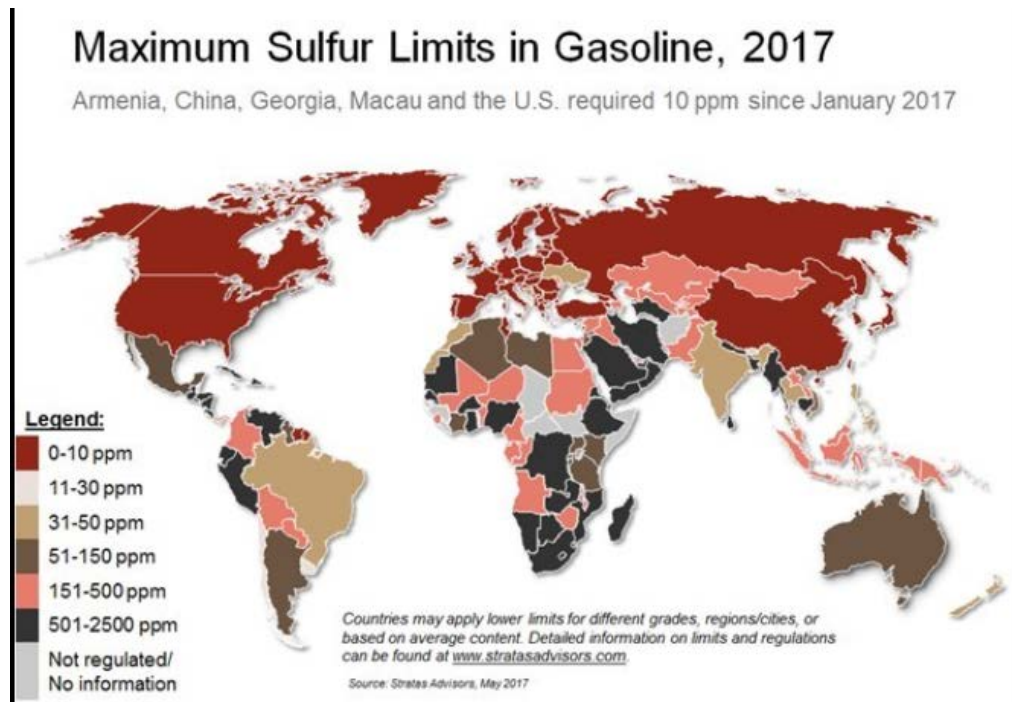 Maximum Sulfur Limits in Gasoline, 2017
Armenia, China, Georgia, Macau and the U.S. required 10 ppm since January 2017
Legend:
0-10 ppm
11-30 ppm
31-50 ppm
51-150 ppm
151-500 ppm
501-2500 ppm
Not regulated/
No information
Countries may apply lower limits for different grades, regions/cities, or
based on average content. Detailed information on limits and regulations
can be found at www.stratasadvisors.com.
Source: Stratas Advisors, May 2017